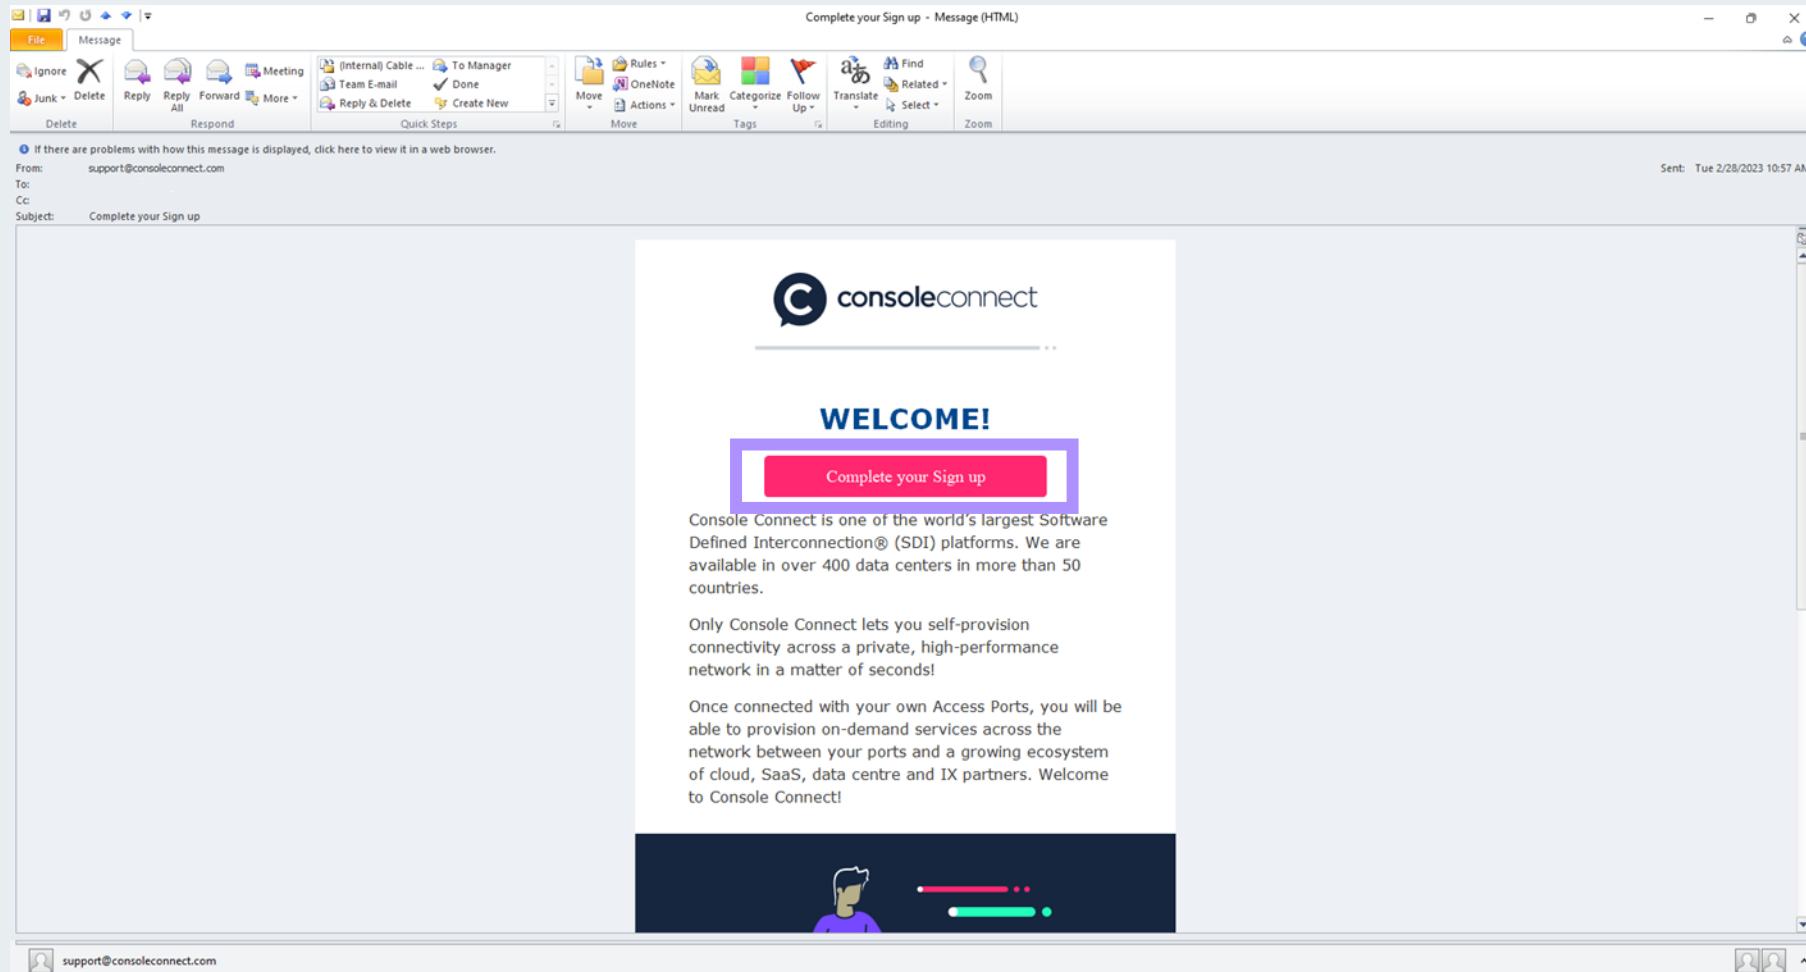 Complete your Sign up - Message (HTML)
File
Message
Ignore
Junk
Delete
Delete
Reply
Reply All
Forward
Meeting
More
Respond
(Internal) Cable ...
To Manager
Team E-mail
Done
Reply & Delete
Create New
Quick Steps
Move
Rules
OneNote
Actions
Move
Mark Unread
Categorize
Follow Up
Tags
Translate
Find
Related
Select
Editing
Zoom
Zoom
If there are problems with how this message is displayed, click here to view it in a web browser.
From: support@consoleconnect.com
Sent: Tue 2/28/2023 10:57 AM
To:
Cc:
Subject: Complete your Sign up
consoleconnect
WELCOME!
Complete your Sign up
Console Connect is one of the world's largest Software
Defined Interconnection® (SDI) platforms. We are
available in over 400 data centers in more than 50
countries.
Only Console Connect lets you self-provision
connectivity across a private, high-performance
network in a matter of seconds!
Once connected with your own Access Ports, you will be
able to provision on-demand services across the
network between your ports and a growing ecosystem
of cloud, SaaS, data centre and IX partners. Welcome
to Console Connect!
support@consoleconnect.com